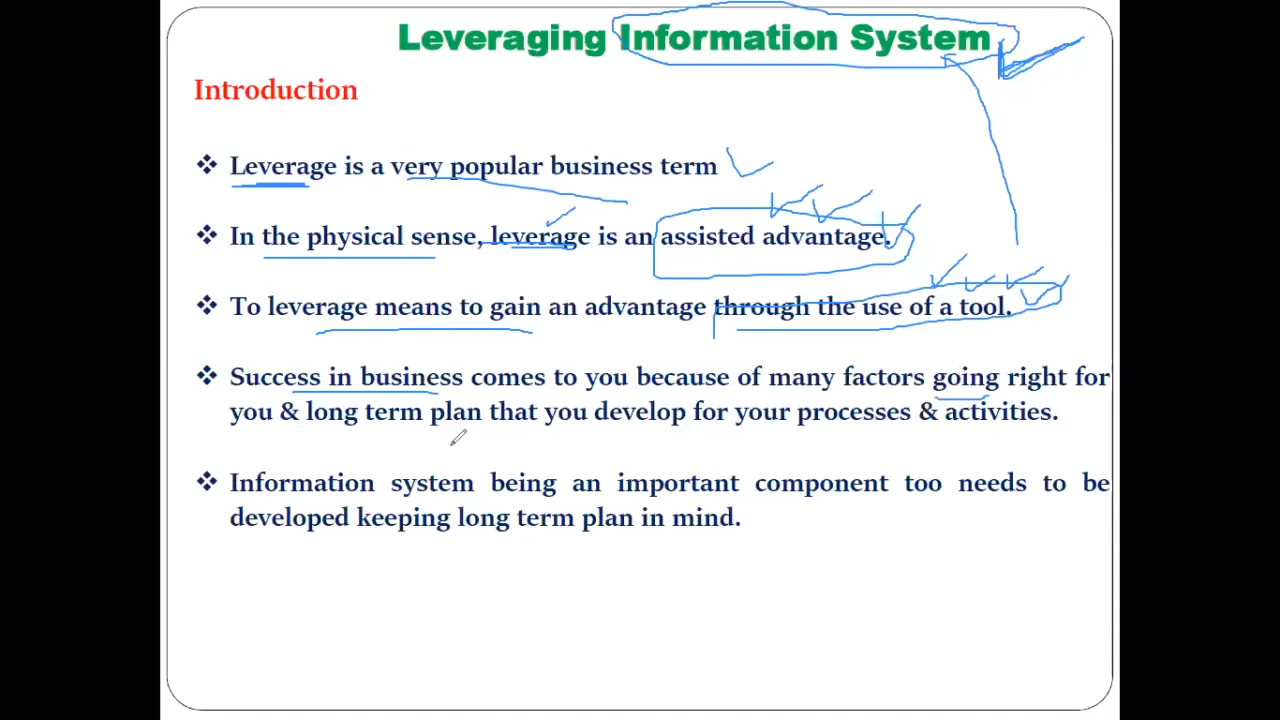 Leveraging Information System
Introduction
❖ Leverage is a very popular business term
❖ In the physical sense, leverage is an assisted advantage.
❖ To leverage means to gain an advantage through the use of a tool.
❖ Success in business comes to you because of many factors going right for
you & long term plan that you develop for your processes & activities.
❖ Information system being an important component too needs to be
developed keeping long term plan in mind.